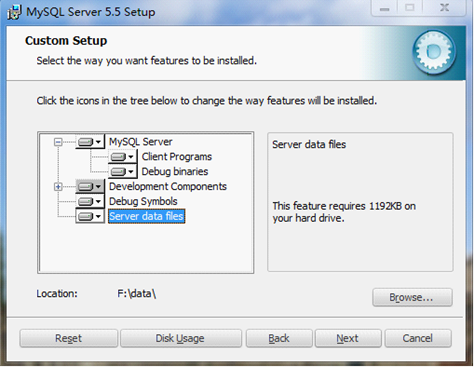 MySQL Server 5.5 Setup
Custom Setup
Select the way you want features to be installed.
Click the icons in the tree below to change the way features will be installed.
MySQL Server
Client Programs
Debug binaries
Development Components
Debug Symbols
Server data files
Server data files
This feature requires 1192KB on
your hard drive.
Location: F:\data\
Browse...
Reset Disk Usage Back Next Cancel